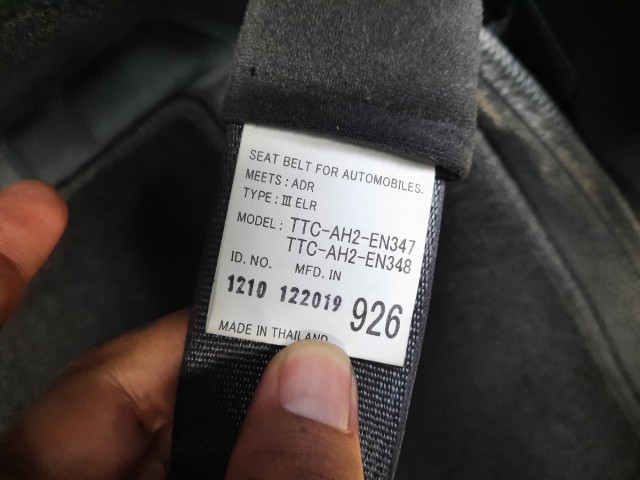 SEAT BELT FOR AUTOMOBILES.
MEETS: ADR
TYPE: III ELR
MODEL: TTC-AH2-EN347
TTC-AH2-EN348
ID. NO. MFD. IN
1210 122019 926
MADE IN THAILAND